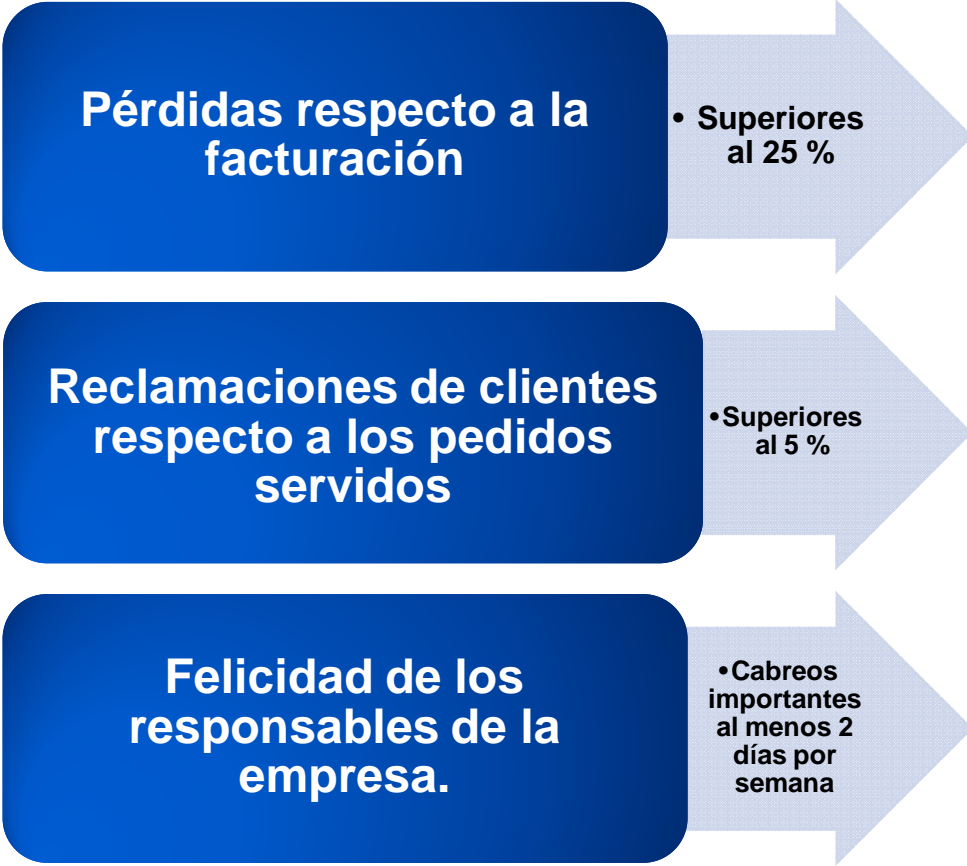 Pérdidas respecto a la
facturación
• Superiores
al 25 %
Reclamaciones de clientes
respecto a los pedidos
servidos
•Superiores
al 5 %
Felicidad de los
responsables de la
empresa.
•Cabreos
importantes
al menos 2
días por
semana